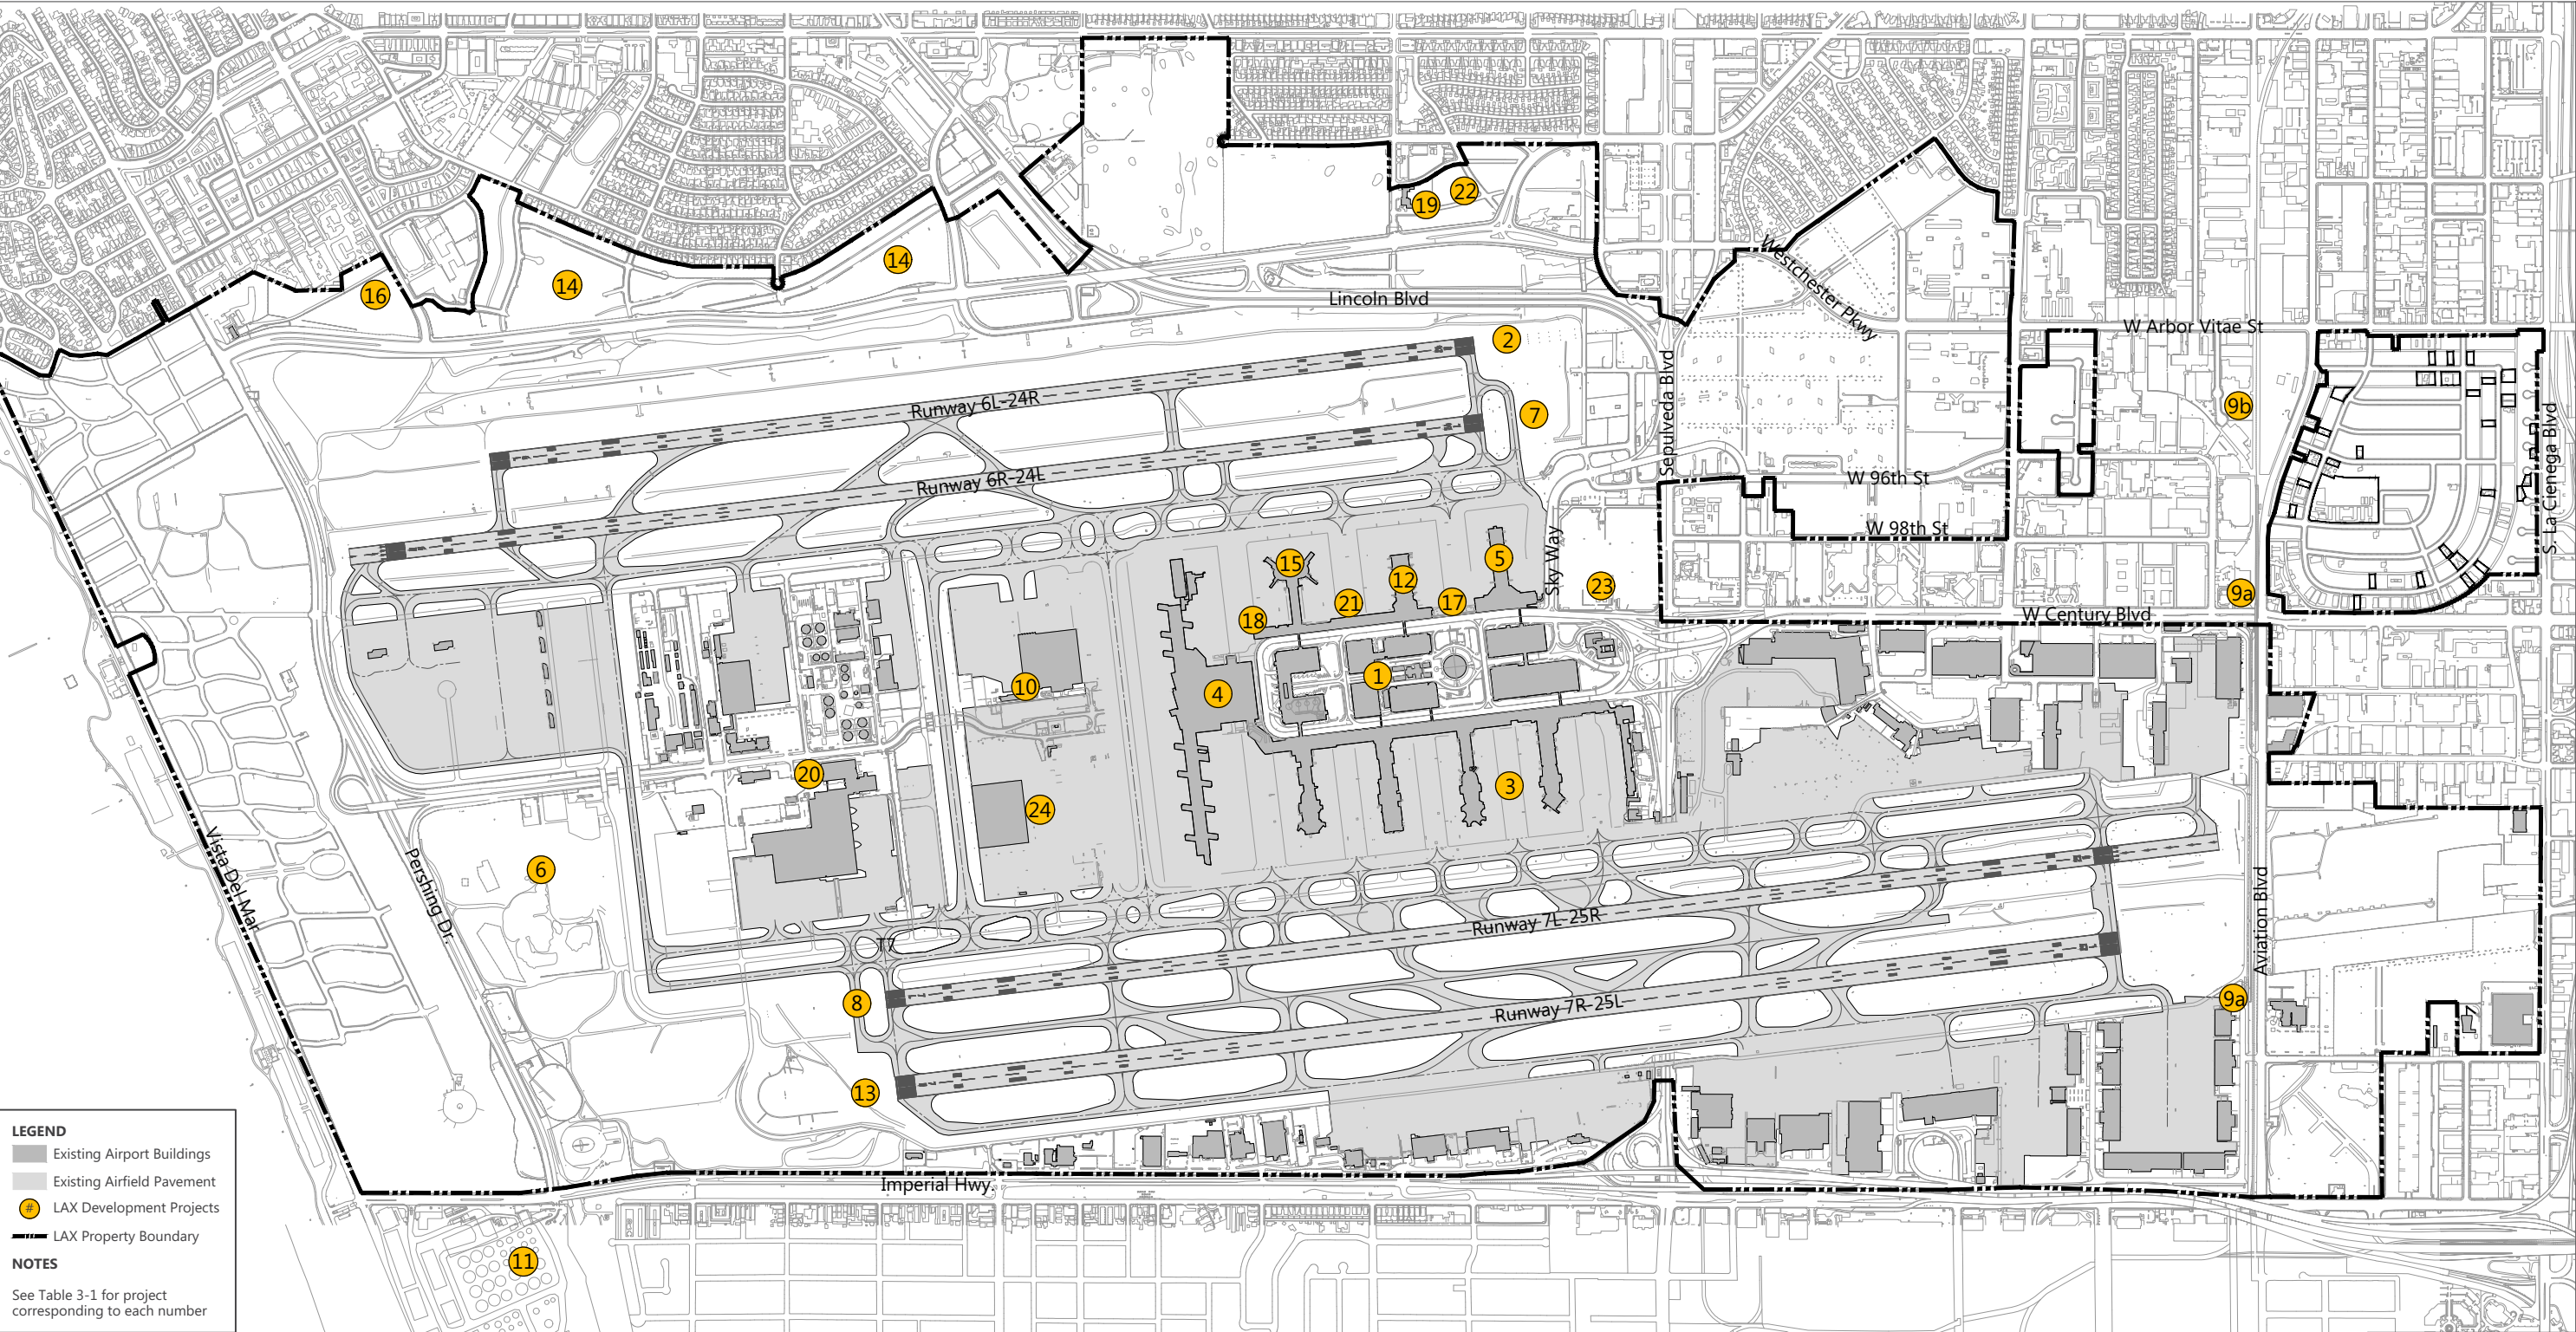 19
22
16
14
14
Lincoln Blvd
Westchester Pkwy
W Arbor Vitae St
2
Runway 6L-24R
7
9b
Sepulveda Blvd
S. La Cienega Blvd
Runway 6R-24L
W 96th St
W 98th St
Sky Way
15
12
5
23
9a
18
21
17
W Century Blvd
10
4
1
20
24
3
6
Vista Del Mar
Pershing Dr.
T7
Runway 7L-25R
Aviation Blvd
8
Runway 7R-25L
9a
13
Imperial Hwy.
11
LEGEND
Existing Airport Buildings
Existing Airfield Pavement
# LAX Development Projects
LAX Property Boundary
NOTES
See Table 3-1 for project
corresponding to each number